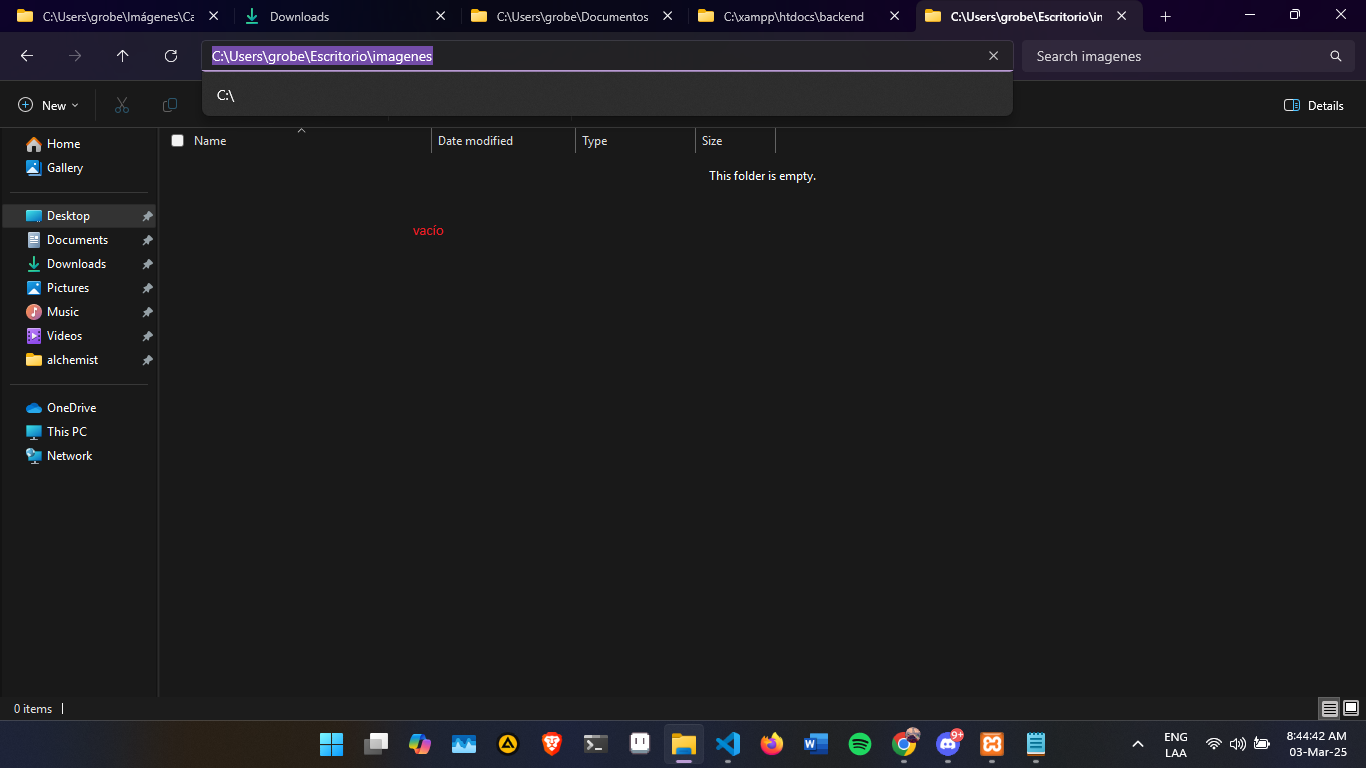 C:\Users\grobe\Imágenes\Ca
Downloads
C:\Users\grobe\Documentos
C:\xampp\htdocs\backend
C:\Users\grobe\Escritorio\in
C:\Users\grobe\Escritorio\imagenes
Search imagenes
C:\
New
Details
Name
Date modified
Type
Size
This folder is empty.
vacío
Home
Gallery
Desktop
Documents
Downloads
Pictures
Music
Videos
alchemist
OneDrive
This PC
Network
0 items
9+
ENG
LAA
8:44:42 AM
03-Mar-25